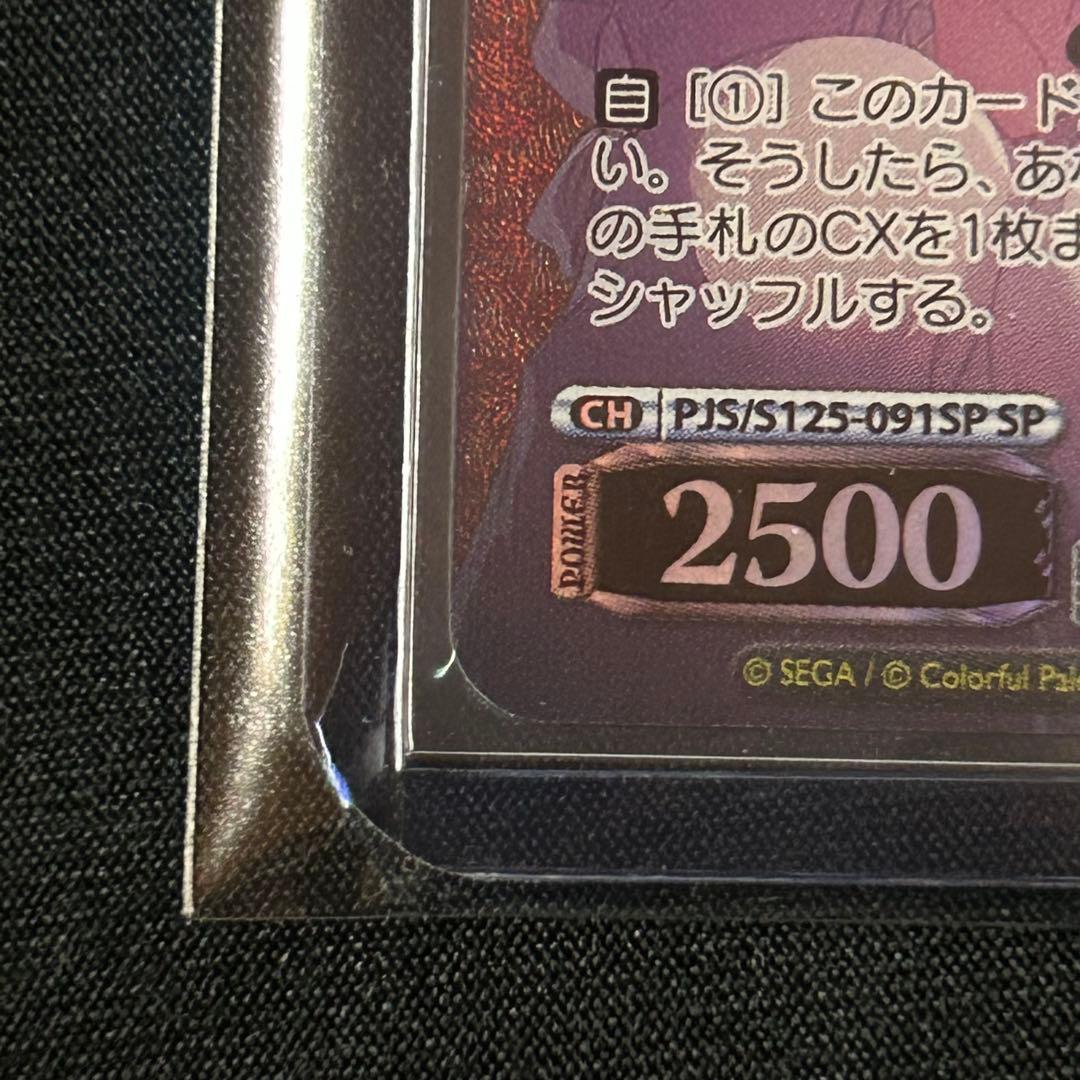 自 [①] このカード
い。そうしたら、あな
の手札のCXを1枚ま
シャッフルする。
CH PJS/S125-091SP SP
POWER 2500
© SEGA / © Colorful Pale